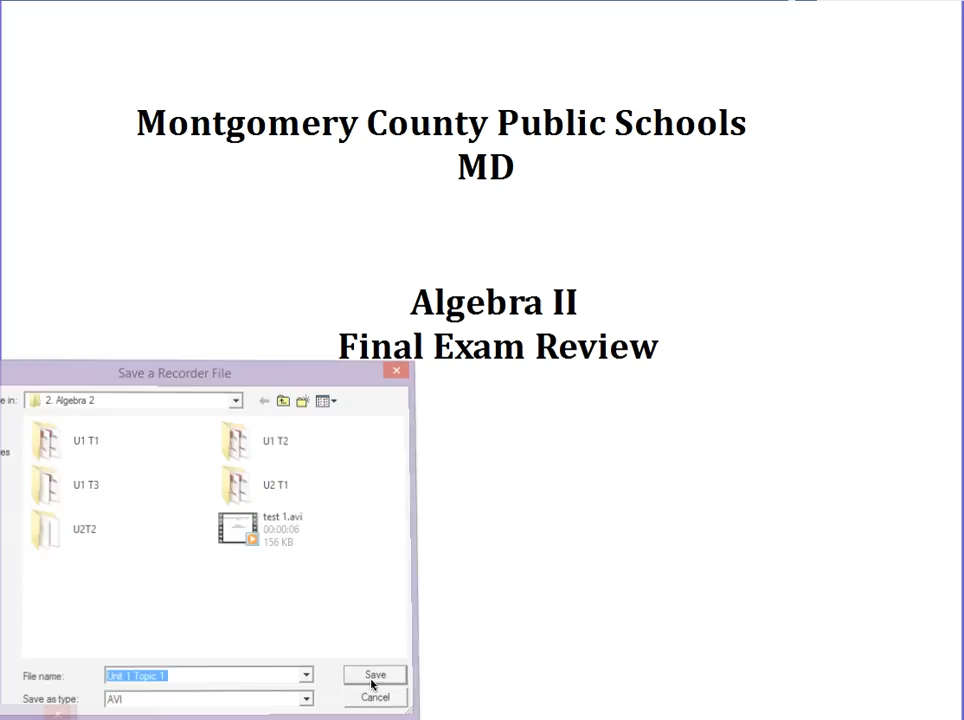 Montgomery County Public Schools
MD
Algebra II
Final Exam Review
Save a Recorder File
e in: 2. Algebra 2
U1 T1
U1 T2
es
U1 T3
U2 T1
U2T2
test 1.avi
00:00:06
156 KB
File name: Unit 1 Topic 1 Save
Save as type: AVI Cancel